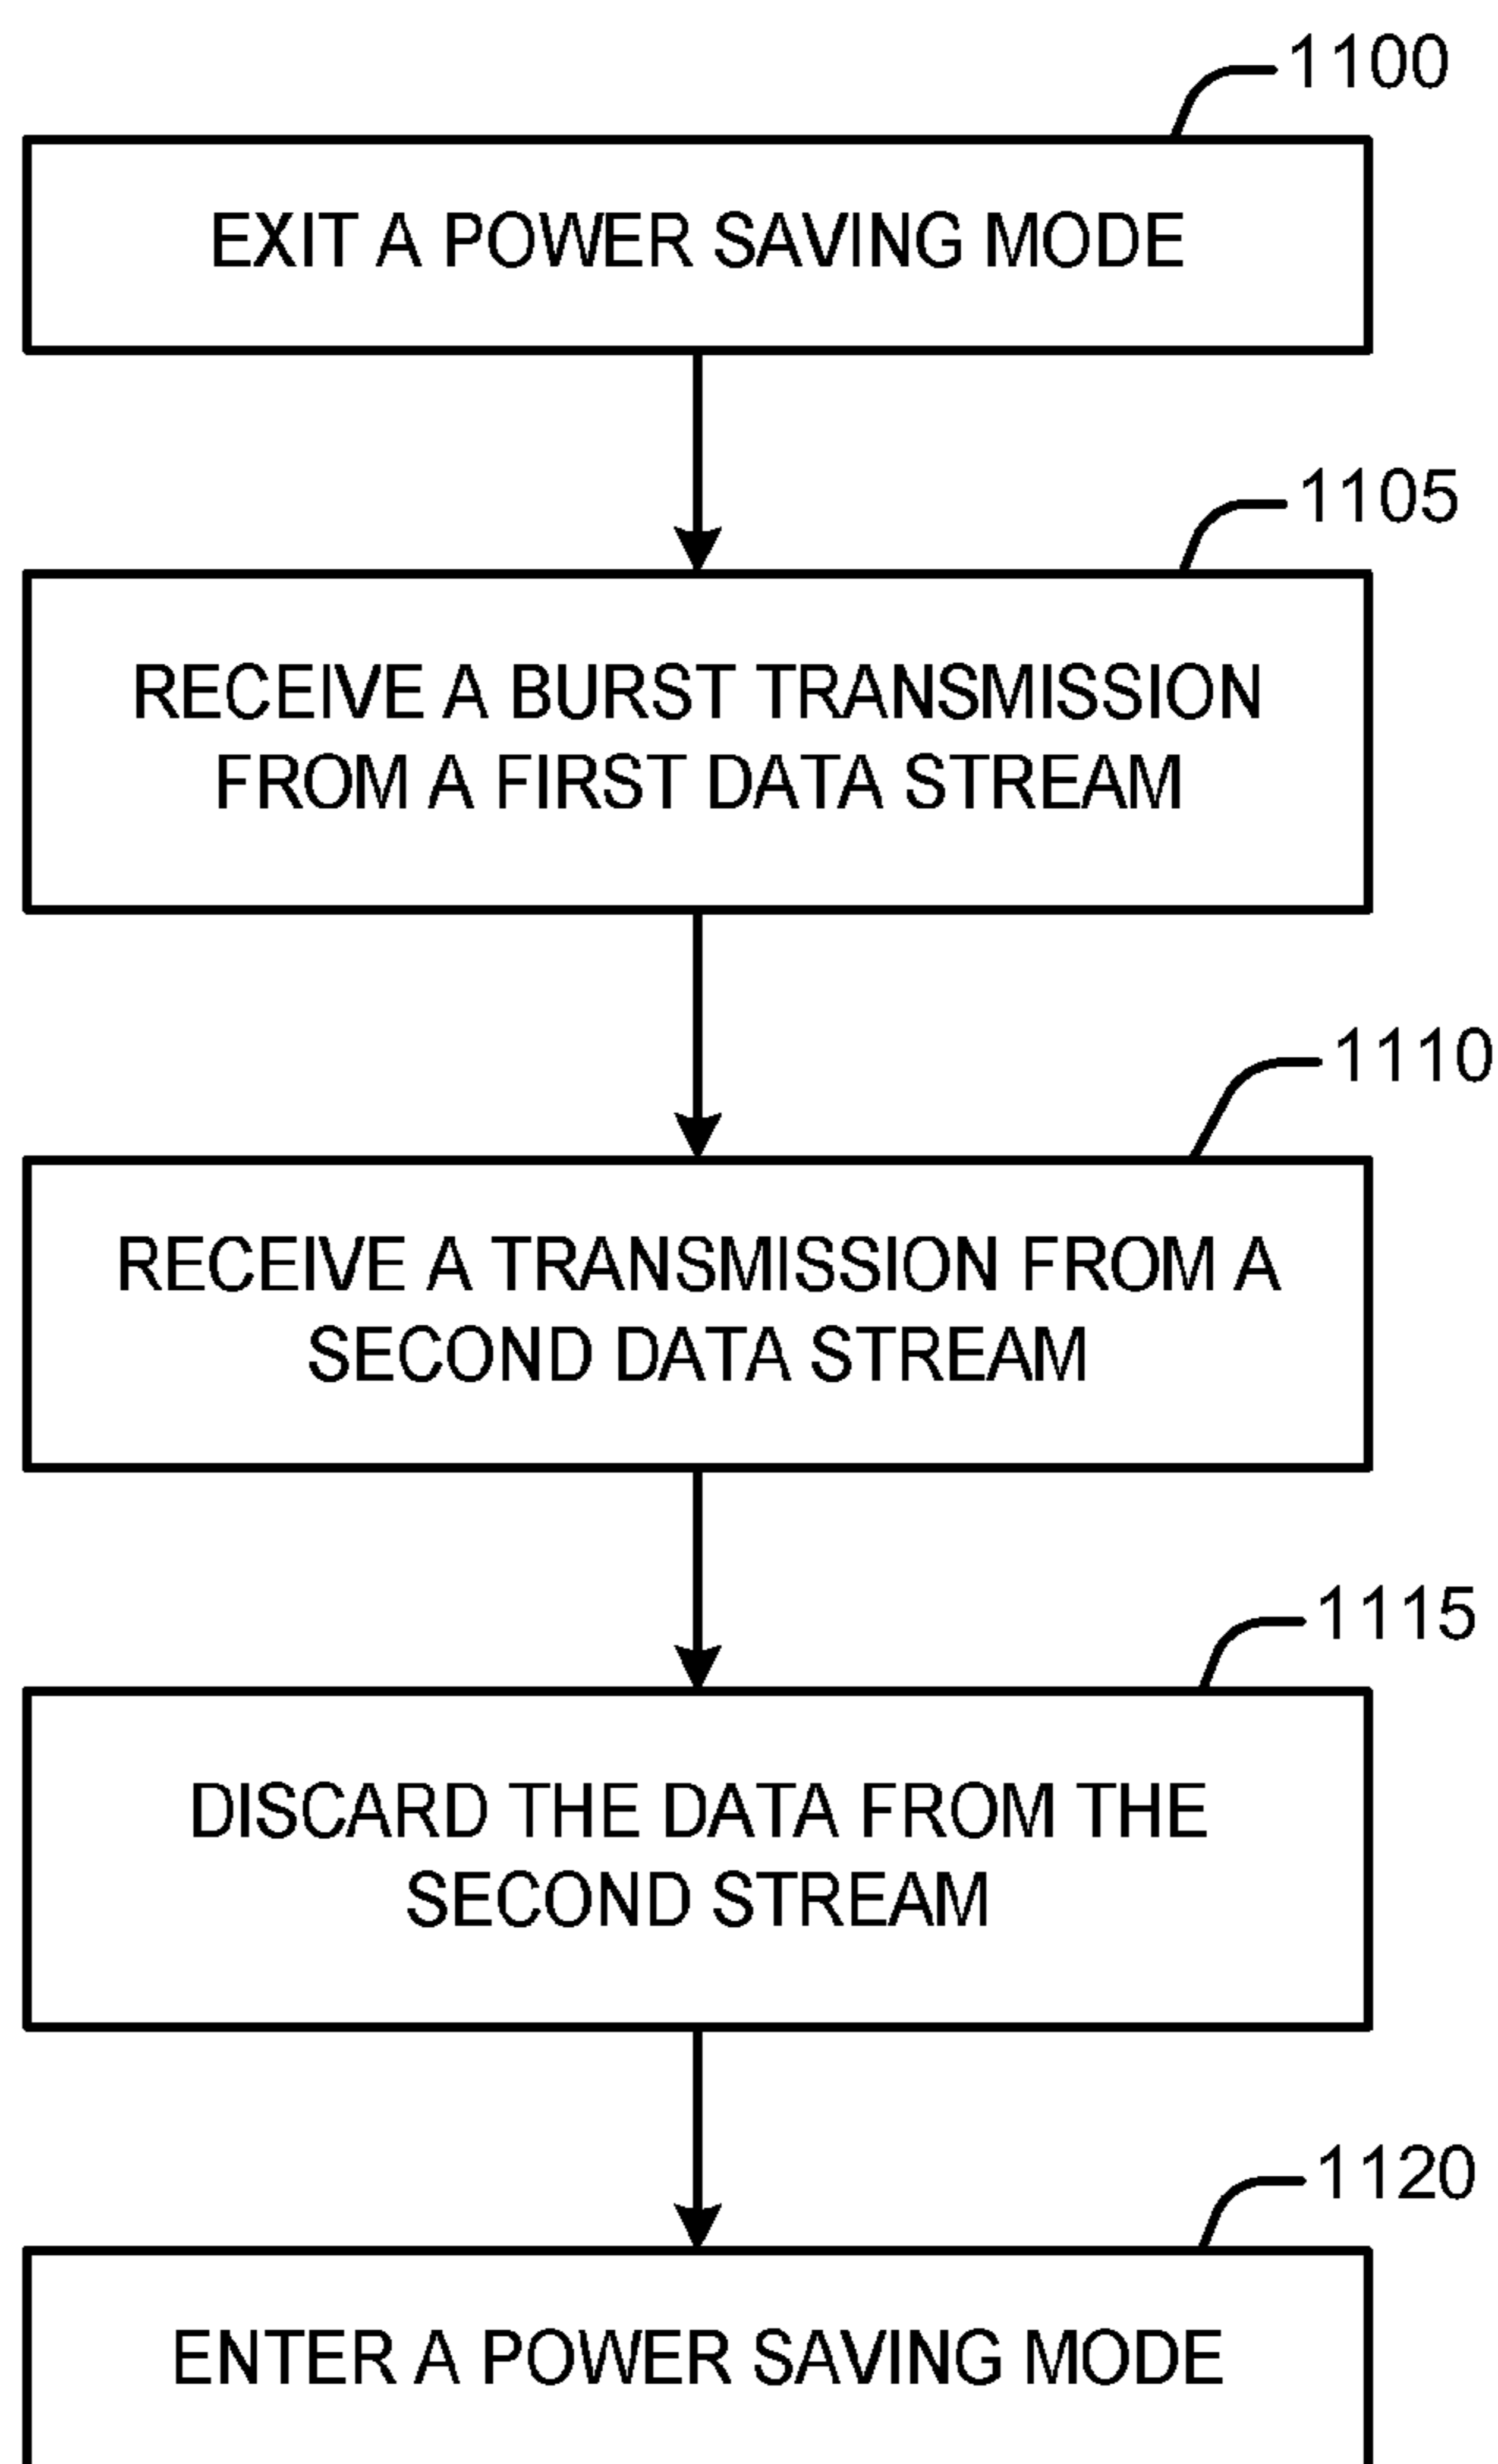 1100
EXIT A POWER SAVING MODE
1105
RECEIVE A BURST TRANSMISSION
FROM A FIRST DATA STREAM
1110
RECEIVE A TRANSMISSION FROM A
SECOND DATA STREAM
1115
DISCARD THE DATA FROM THE
SECOND STREAM
1120
ENTER A POWER SAVING MODE